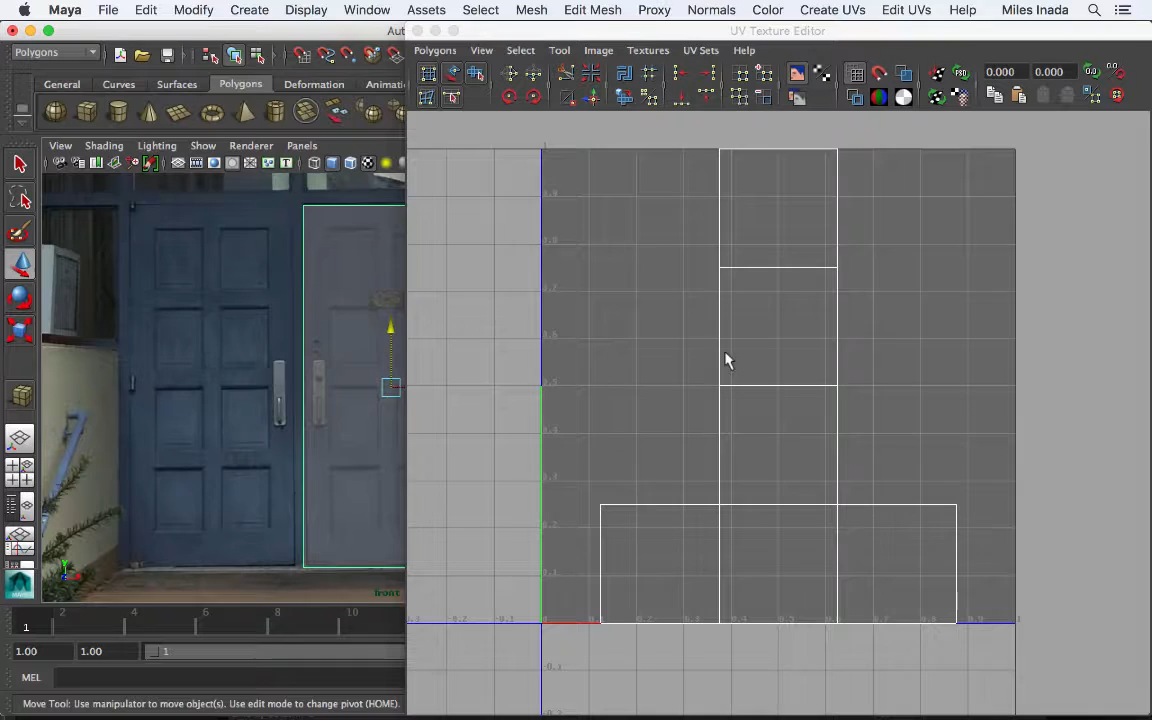 Maya File Edit Modify Create Display Window Assets Select Mesh Edit Mesh Proxy Normals Color Create UVs Edit UVs Help Miles Inada
Aut
UV Texture Editor
Polygons
Polygons View Select Tool Image Textures UV Sets Help
0.000 0.000
General Curves Surfaces Polygons Deformation Animati
View Shading Lighting Show Renderer Panels
front
2 4 6 8 10
1
1.00 1.00 1
MEL
Move Tool: Use manipulator to move object(s). Use edit mode to change pivot (HOME).